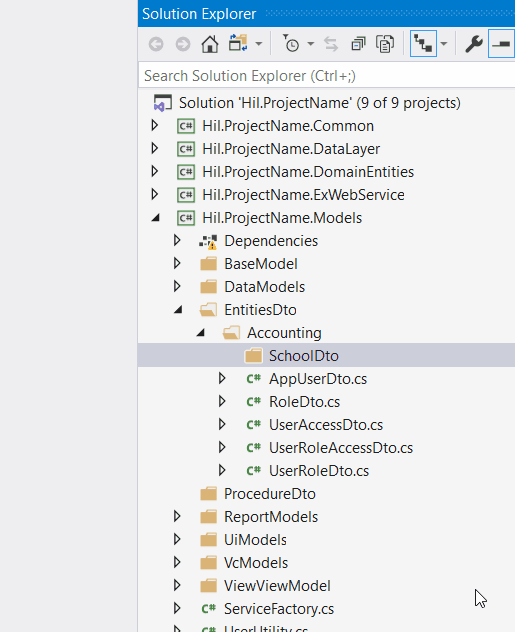 Solution Explorer
Search Solution Explorer (Ctrl+;)
Solution 'Hil.ProjectName' (9 of 9 projects)
C# Hil.ProjectName.Common
C# Hil.ProjectName.DataLayer
C# Hil.ProjectName.DomainEntities
C# Hil.ProjectName.ExWebService
C# Hil.ProjectName.Models
Dependencies
BaseModel
DataModels
EntitiesDto
Accounting
SchoolDto
C# AppUserDto.cs
C# RoleDto.cs
C# UserAccessDto.cs
C# UserRoleAccessDto.cs
C# UserRoleDto.cs
ProcedureDto
ReportModels
UiModels
VcModels
ViewViewModel
C# ServiceFactory.cs
C# UserUtility.cs